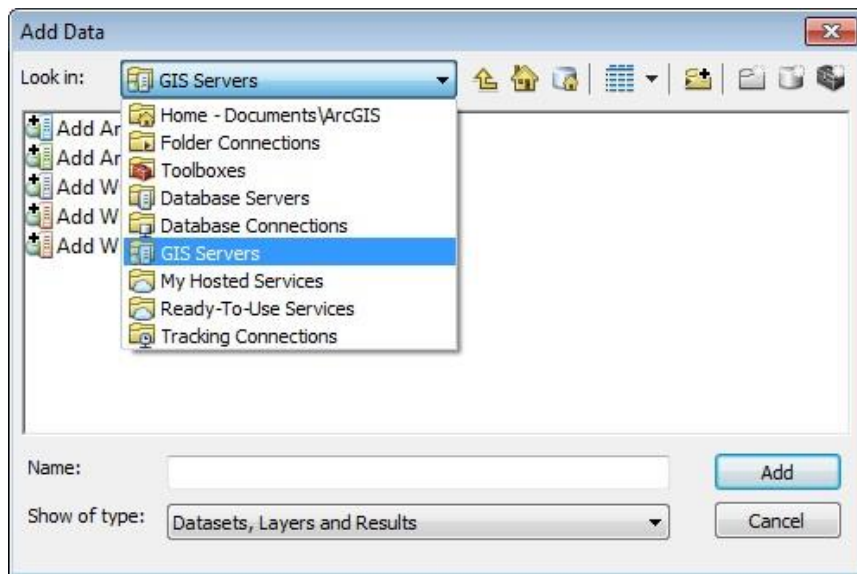 Add Data
Look in: GIS Servers
Home - Documents\ArcGIS
Add Ar Folder Connections
Add Ar Toolboxes
Add W Database Servers
Add W Database Connections
Add W GIS Servers
My Hosted Services
Ready-To-Use Services
Tracking Connections
Name: Add
Show of type: Datasets, Layers and Results Cancel